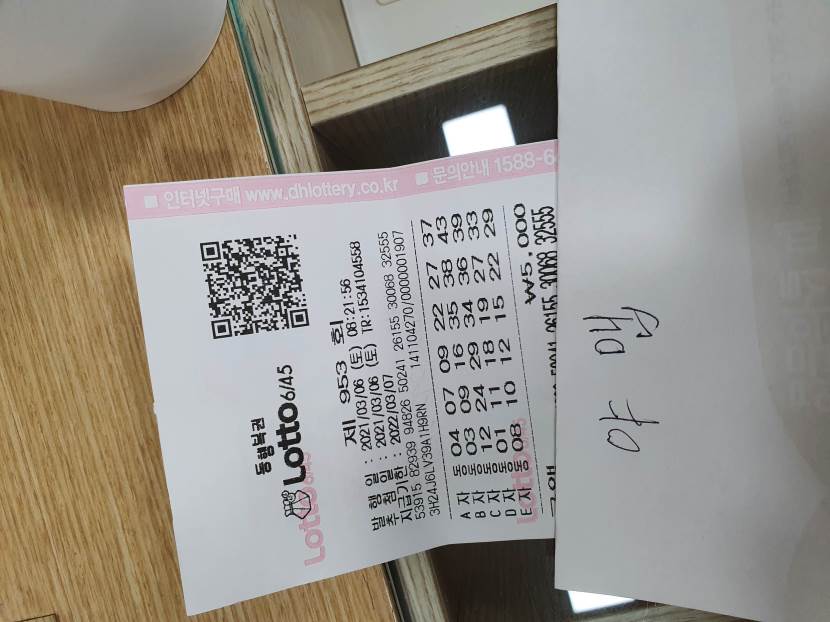 ■ 인터넷구매 www.dhlottery.co.kr ■ 문의안내 1588-6
동행복권
Lotto 6/45
제 953 회
발 행 일 : 2021/03/06 (토) 08:21:56
추 첨 일 : 2021/03/06 (토) TR:1534104558
지급기한 : 2022/03/07
53915 82939 94826 50241 26155 30068 32555
3H24J6LV39A1H9RN 141104270/0000001907
A 자 동 04 07 09 22 27 37
B 자 동 03 09 16 35 38 43
C 자 동 12 24 29 34 36 39
D 자 동 01 11 18 19 27 33
E 자 동 08 10 12 15 22 29
₩5,000